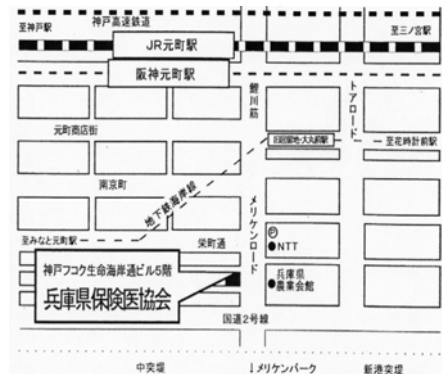 神戸高速鉄道
至神戸駅
至三ノ宮駅
JR元町駅
阪神元町駅
鯉川筋
トアロード
元町商店街
旧居留地・大丸前駅
至花時計前駅
南京町
地下鉄海岸線
メリケンロード
至みなと元町駅
栄町通
P
NTT
神戸フコク生命海岸通ビル5階
兵庫県保険医協会
兵庫県
農業会館
国道2号線
中突堤
↓メリケンパーク
新港突堤